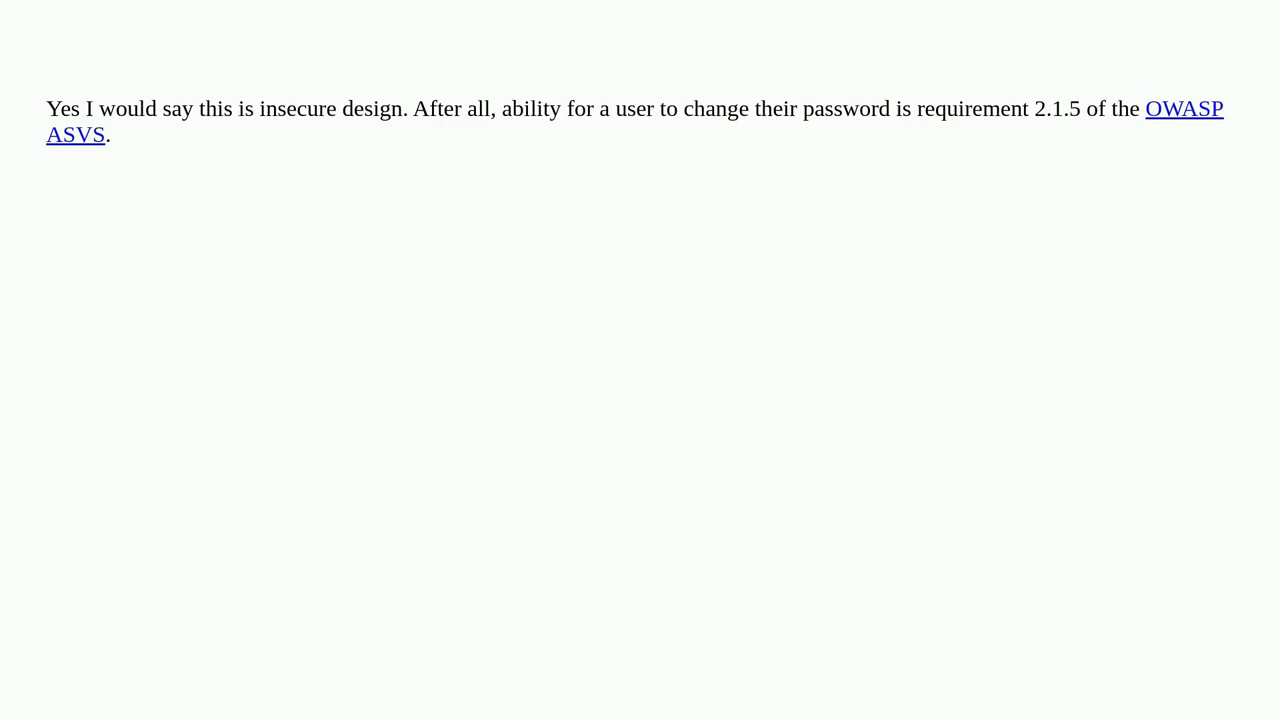 Yes I would say this is insecure design. After all, ability for a user to change their password is requirement 2.1.5 of the OWASP
ASVS.